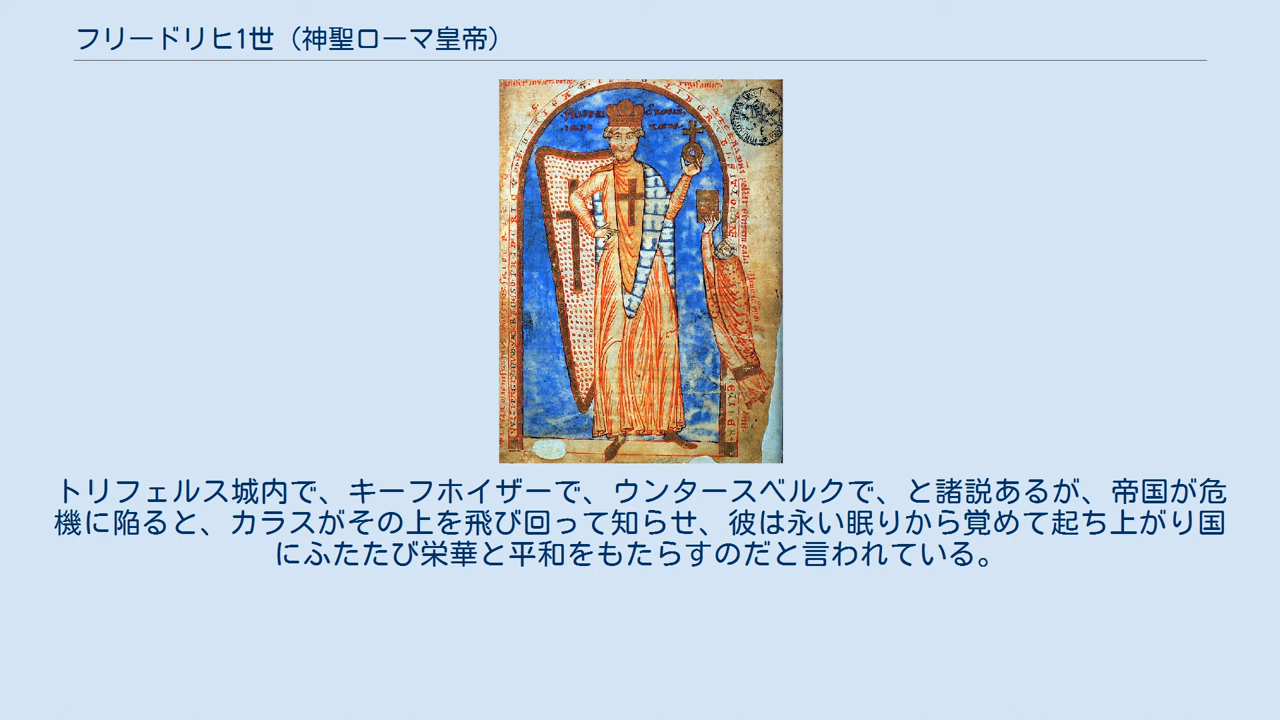 フリードリヒ1世（神聖ローマ皇帝）
トリフェルス城内で、キーフホイザーで、ウンタースベルクで、と諸説あるが、帝国が危
機に陥ると、カラスがその上を飛び回って知らせ、彼は永い眠りから覚めて起ち上がり国
にふたたび栄華と平和をもたらすのだと言われている。